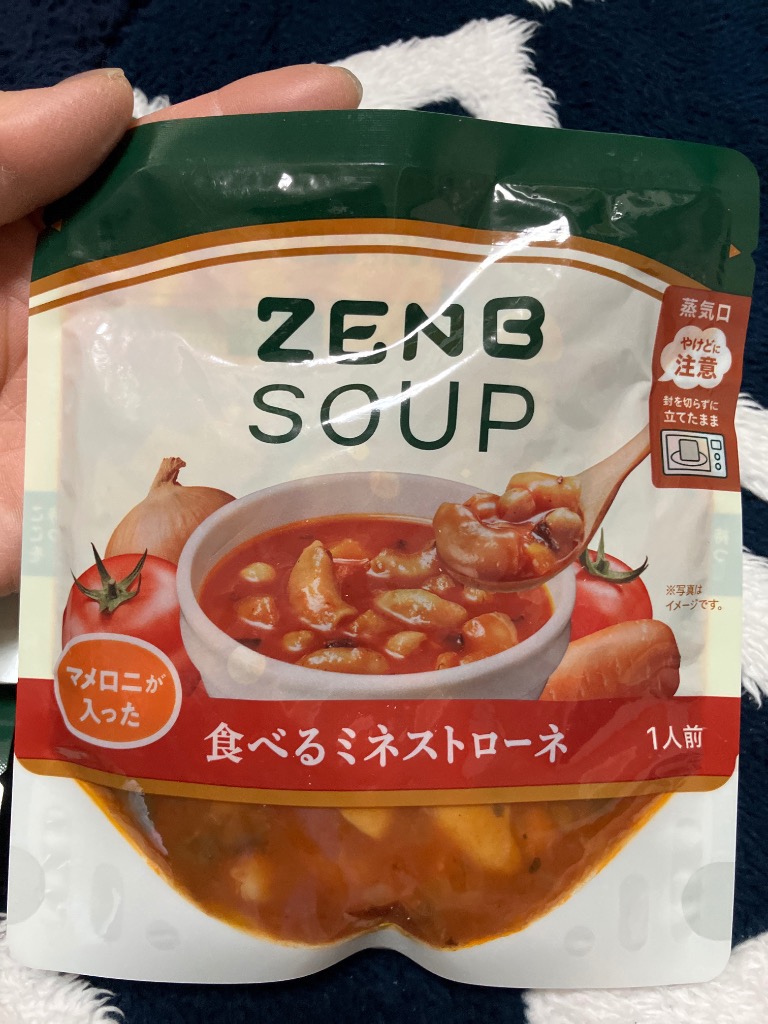 ZENB
SOUP
蒸気口
やけどに
注意
封を切らずに
立てたまま
※写真は
イメージです。
マメロニが
入った
食べるミネストローネ
1人前